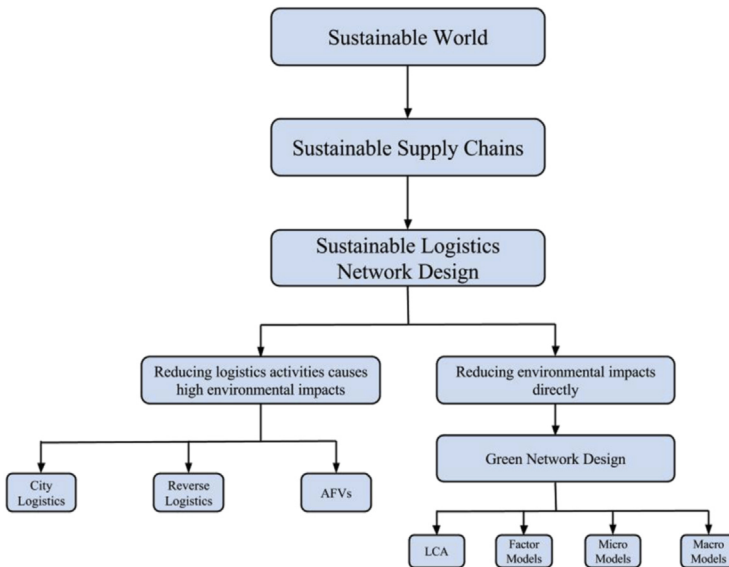 Sustainable World
Sustainable Supply Chains
Sustainable Logistics
Network Design
Reducing logistics activities causes
high environmental impacts
Reducing environmental impacts
directly
Green Network Design
City
Logistics
Reverse
Logistics
AFVs
LCA
Factor
Models
Micro
Models
Macro
Models